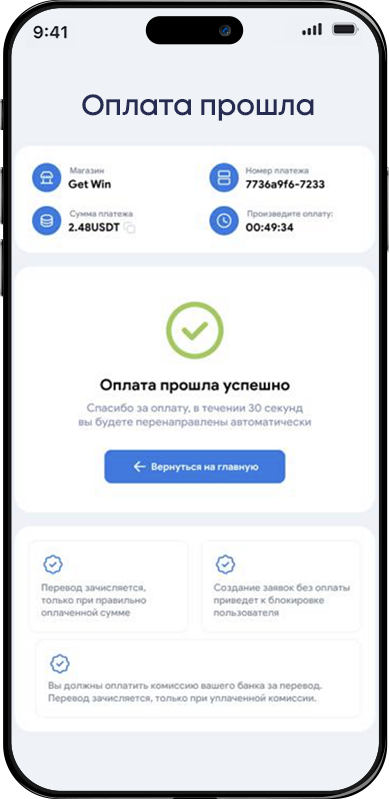 9:41
Оплата прошла
Магазин
Get Win
Номер платежа
7736a9f6-7233
Сумма платежа
2.48USDT
Произведите оплату:
00:49:34
Оплата прошла успешно
Спасибо за оплату, в течении 30 секунд
вы будете перенаправлены автоматически
Вернуться на главную
Перевод зачисляется,
только при правильно
оплаченной сумме
Создание заявок без оплаты
приведет к блокировке
пользователя
Вы должны оплатить комиссию вашего банка за перевод.
Перевод зачисляется, только при уплаченной комиссии.